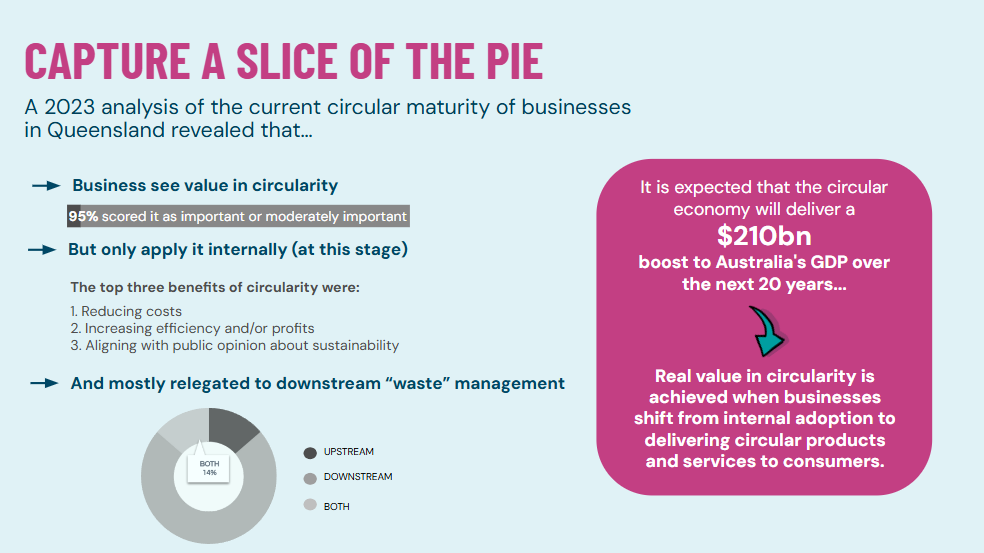 CAPTURE A SLICE OF THE PIE
A 2023 analysis of the current circular maturity of businesses
in Queensland revealed that...
Business see value in circularity
95% scored it as important or moderately important
But only apply it internally (at this stage)
The top three benefits of circularity were:
1. Reducing costs
2. Increasing efficiency and/or profits
3. Aligning with public opinion about sustainability
And mostly relegated to downstream “waste” management
BOTH
14%
UPSTREAM
DOWNSTREAM
BOTH
It is expected that the circular
economy will deliver a
$210bn
boost to Australia's GDP over
the next 20 years...
Real value in circularity is
achieved when businesses
shift from internal adoption to
delivering circular products
and services to consumers.